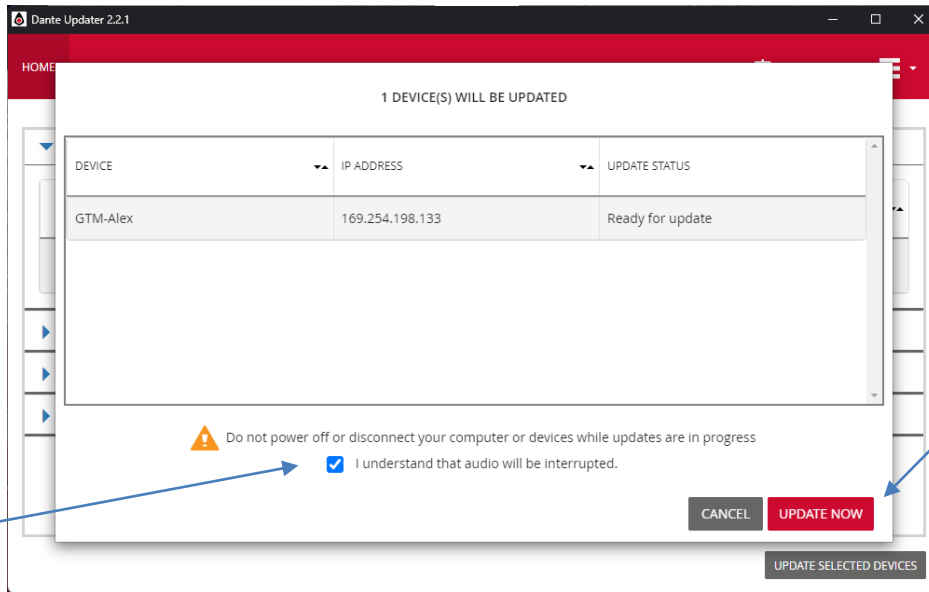 Dante Updater 2.2.1
HOME
1 DEVICE(S) WILL BE UPDATED
DEVICE IP ADDRESS UPDATE STATUS
GTM-Alex 169.254.198.133 Ready for update
Do not power off or disconnect your computer or devices while updates are in progress
I understand that audio will be interrupted.
CANCEL UPDATE NOW
UPDATE SELECTED DEVICES